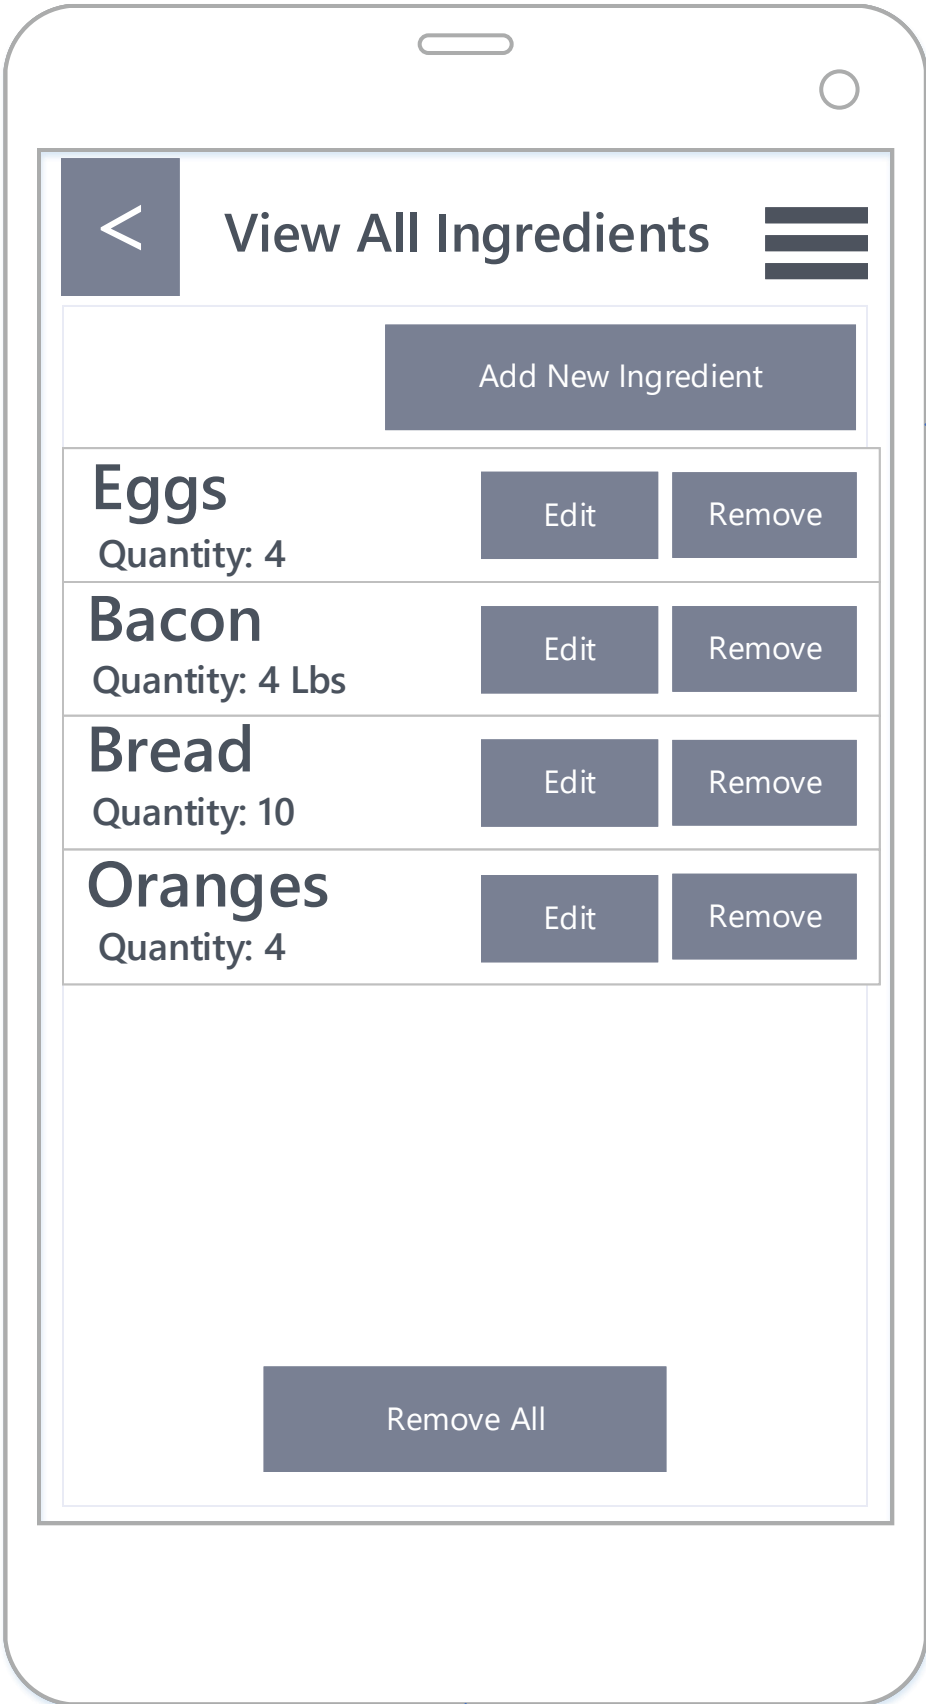 <
View All Ingredients
Add New Ingredient
Eggs
Quantity: 4
Edit
Remove
Bacon
Quantity: 4 Lbs
Edit
Remove
Bread
Quantity: 10
Edit
Remove
Oranges
Quantity: 4
Edit
Remove
Remove All